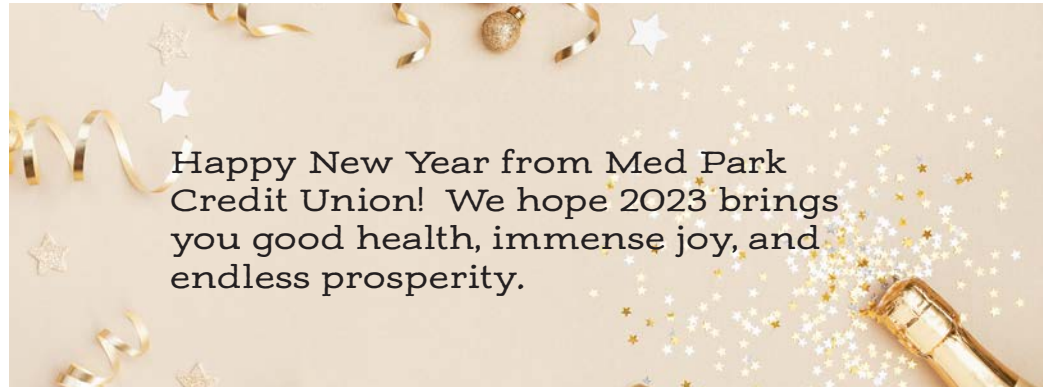 Happy New Year from Med Park
Credit Union!  We hope 2023 brings
you good health, immense joy, and
endless prosperity.